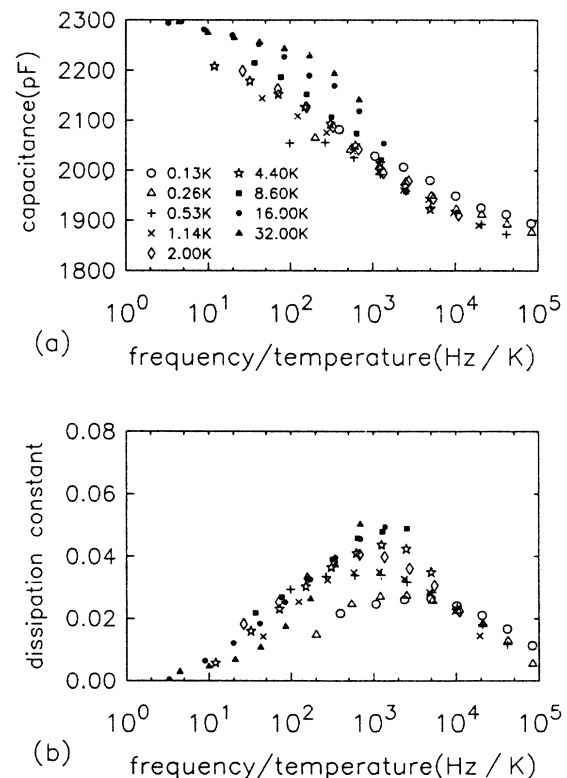 2300
2200
2100
2000
1900
1800
capacitance(pF)
0.13K
0.26K
0.53K
1.14K
2.00K
4.40K
8.60K
16.00K
32.00K
10^0 10^1 10^2 10^3 10^4 10^5
(a)
frequency/temperature(Hz / K)
0.08
0.06
0.04
0.02
0.00
dissipation constant
10^0 10^1 10^2 10^3 10^4 10^5
(b)
frequency/temperature(Hz / K)